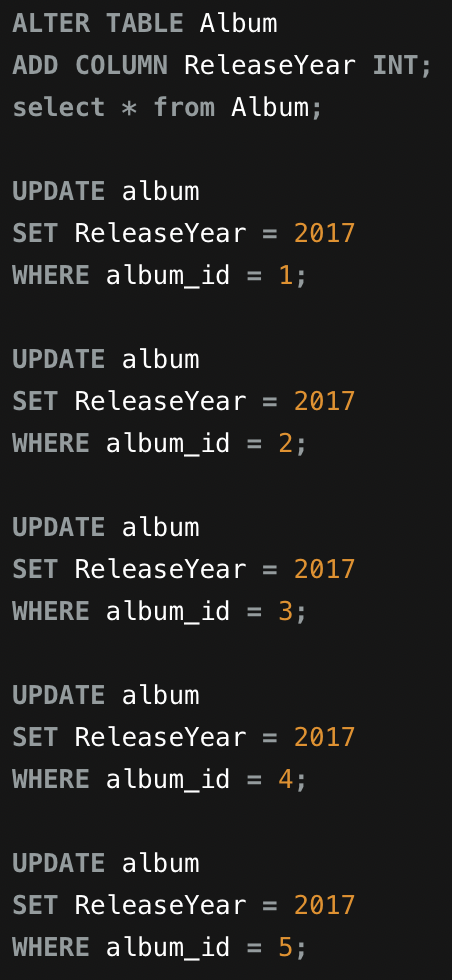 ALTER TABLE Album
ADD COLUMN ReleaseYear INT;
select * from Album;

UPDATE album
SET ReleaseYear = 2017
WHERE album_id = 1;

UPDATE album
SET ReleaseYear = 2017
WHERE album_id = 2;

UPDATE album
SET ReleaseYear = 2017
WHERE album_id = 3;

UPDATE album
SET ReleaseYear = 2017
WHERE album_id = 4;

UPDATE album
SET ReleaseYear = 2017
WHERE album_id = 5;